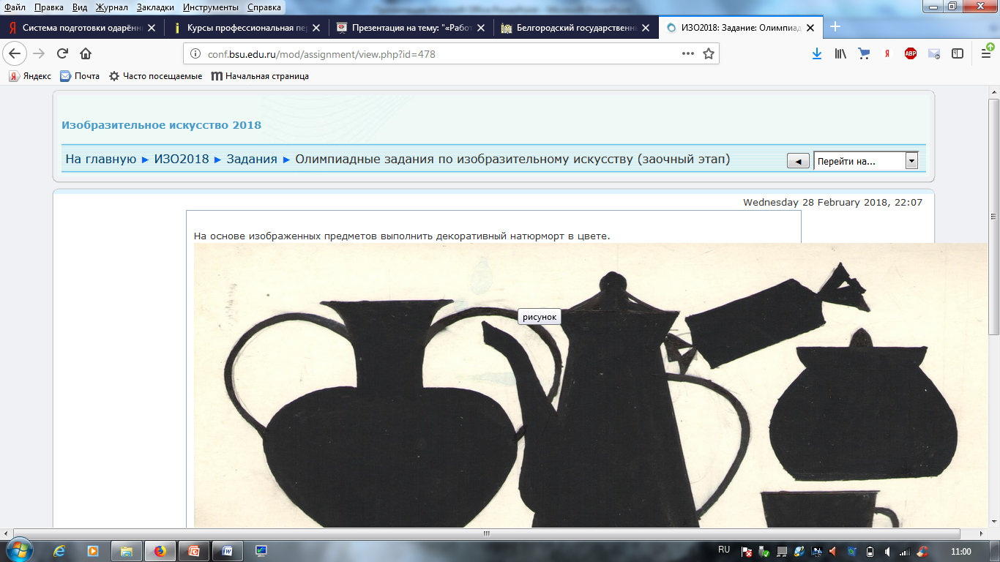 Файл Правка Вид Журнал Закладки Инструменты Справка
Система подготовки одарённ
Курсы профессиональная пе
Презентация на тему: "«Работ
Белгородский государственн
ИЗО2018: Задание: Олимпиад
conf.bsu.edu.ru/mod/assignment/view.php?id=478
ABP
Яндекс Почта Часто посещаемые Начальная страница
Изобразительное искусство 2018
На главную ► ИЗО2018 ► Задания ► Олимпиадные задания по изобразительному искусству (заочный этап)
Перейти на...
Wednesday 28 February 2018, 22:07
На основе изображенных предметов выполнить декоративный натюрморт в цвете.
рисунок
RU
11:00